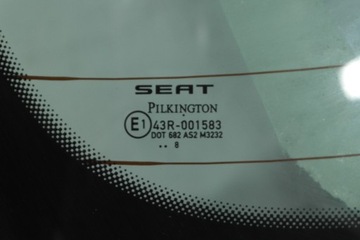 SEAT
PILKINGTON
E1 43R-001583
DOT 682 AS2 M3232
.. 8